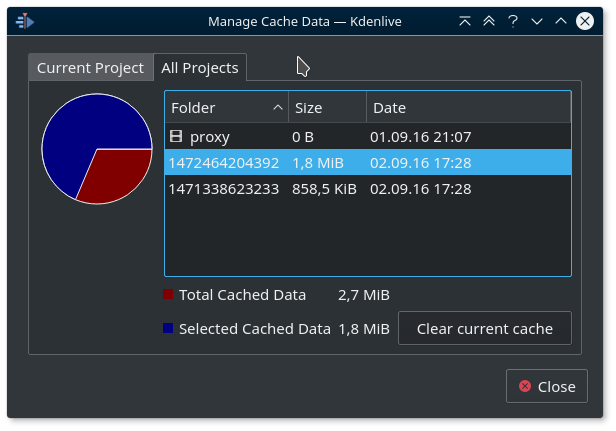 Manage Cache Data — Kdenlive
Current Project All Projects
Folder Size Date
proxy 0 B 01.09.16 21:07
1472464204392 1,8 MiB 02.09.16 17:28
1471338623233 858,5 KiB 02.09.16 17:28
Total Cached Data 2,7 MiB
Selected Cached Data 1,8 MiB Clear current cache
Close